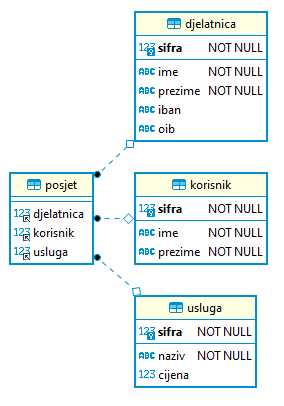 djelatnica
123 sifra NOT NULL
ABC ime NOT NULL
ABC prezime NOT NULL
ABC iban
ABC oib
posjet
123 djelatnica
123 korisnik
123 usluga
korisnik
123 sifra NOT NULL
ABC ime NOT NULL
ABC prezime NOT NULL
usluga
123 sifra NOT NULL
ABC naziv NOT NULL
123 cijena